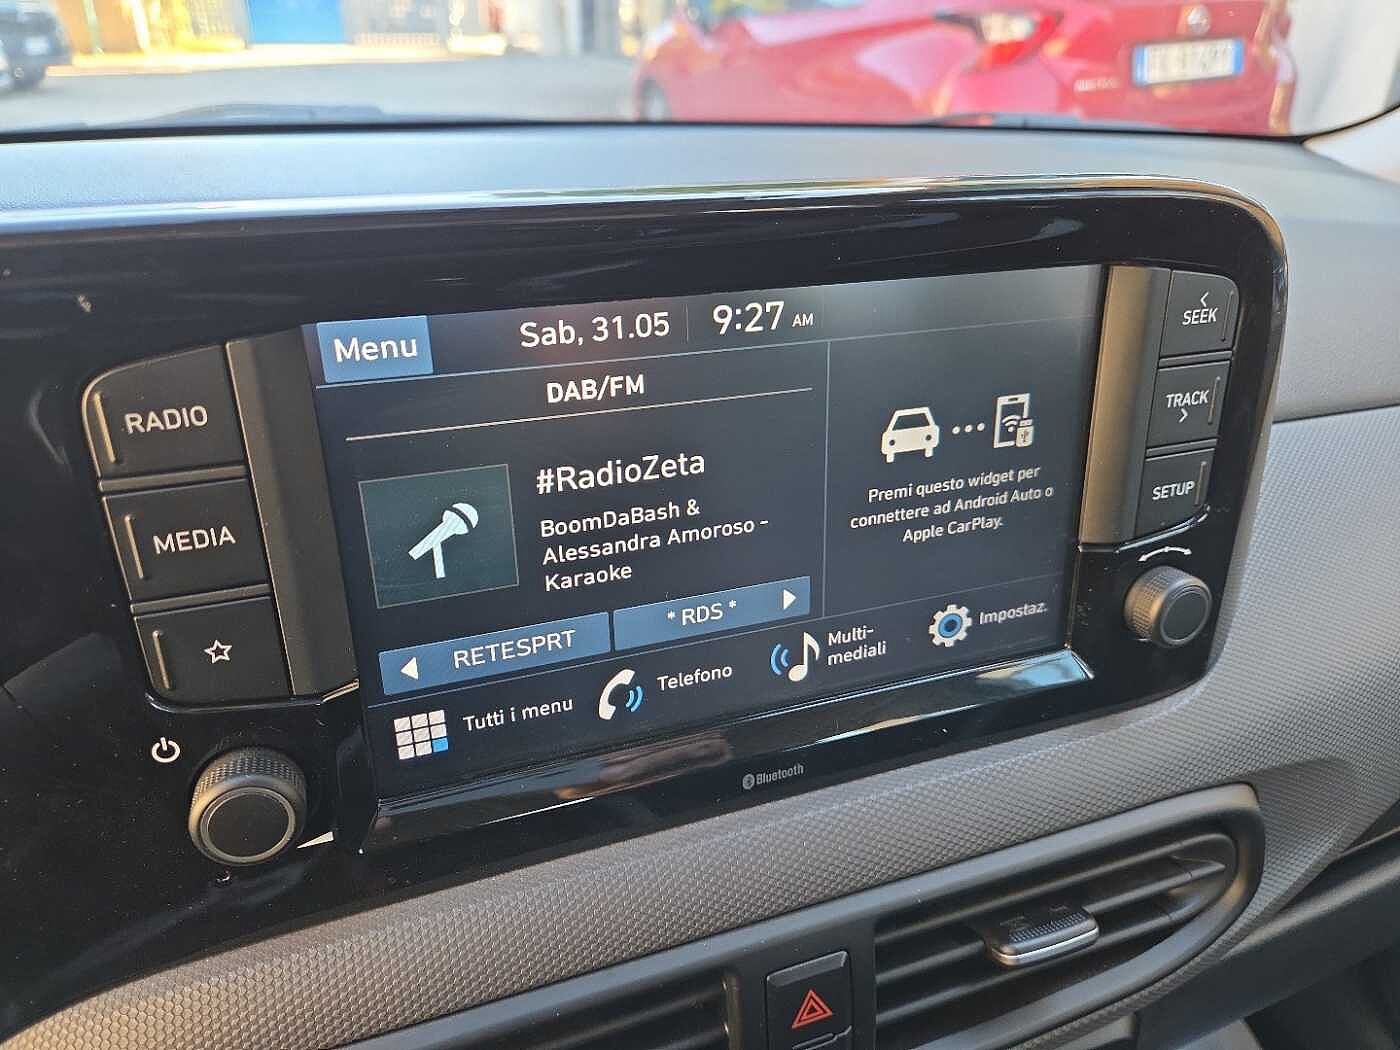 Menu
Sab, 31.05
9:27 AM
DAB/FM
#RadioZeta
BoomDaBash &
Alessandra Amoroso -
Karaoke
RETESPRT
* RDS *
Premi questo widget per
connettere ad Android Auto o
Apple CarPlay.
Tutti i menu
Telefono
Multi-
mediali
Impostaz.
RADIO
MEDIA
< SEEK
TRACK >
SETUP
Bluetooth